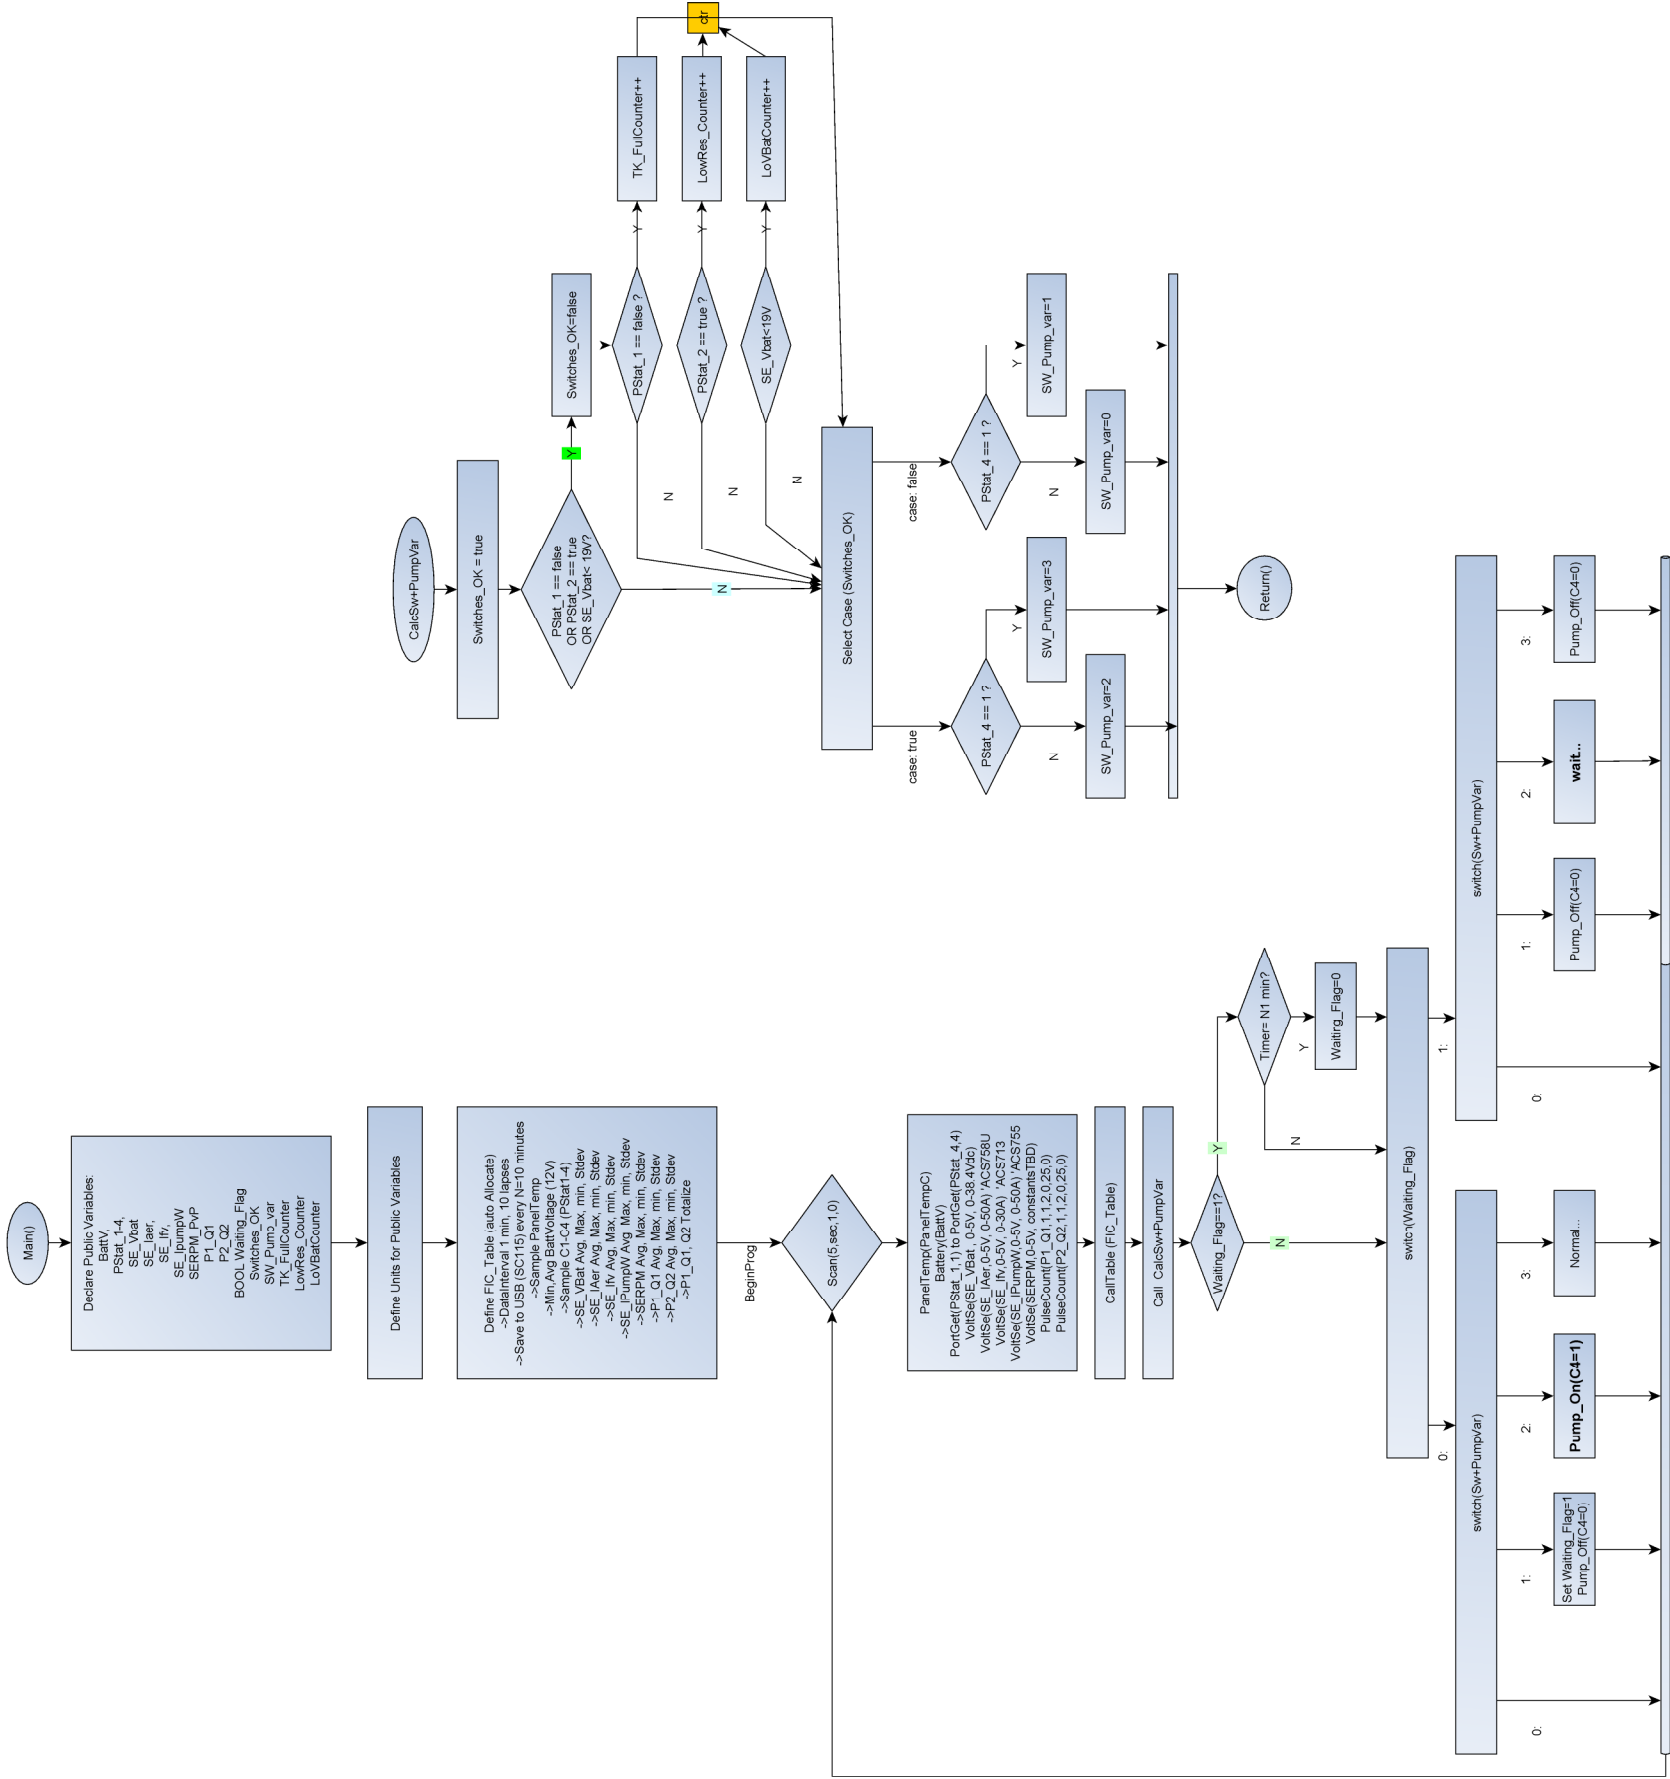 Main()
Declare Public Variables:
BattV,
PStat_1-4,
SE_Vbat
SE_Iaer,
SE_Ifv,
SE_IpumpW
SERPM_PvP
P1_Q1
P2_Q2
BOOL Waiting_Flag
Switches_OK
SW_Pump_var
TK_FullCounter
LowRes_Counter
LoVBatCounter
Define Units for Public Variables
Define FIC_Table (auto Allocate)
->DataInterval 1 min, 10 lapses
->Save to USB (SC115) every N=10 minutes
->Sample PanelTemp
->Min,Avg BattVoltage (12V)
->Sample C1-C4 (PStat1-4)
->SE_VBat Avg, Max, min, Stdev
->SE_IAer Avg, Max, min, Stdev
->SE_Ifv Avg, Max, min, Stdev
->SE_IPumpW Avg Max, min, Stdev
->SERPM Avg, Max, min, Stdev
->P1_Q1 Avg, Max, min, Stdev
->P2_Q2 Avg, Max, min, Stdev
->P1_Q1, Q2 Totalize
BeginProg
Scan(5,sec,1,0)
PanelTemp(PanelTempC)
Battery(BattV)
PortGet(PStat_1,1) to PortGet(PStat_4,4)
VoltSe(SE_VBat , 0-5V, 0-38.4Vdc)
VoltSe(SE_IAer,0-5V, 0-50A) 'ACS758U
VoltSe(SE_Ifv,0-5V, 0-30A) 'ACS713
VoltSe(SE_IPumpW,0-5V, 0-50A) 'ACS755
VoltSe(SERPM,0-5V, constantsTBD)
PulseCount(P1_Q1,1,1,2,0,25,0)
PulseCount(P2_Q2,1,1,2,0,25,0)
CallTable (FIC_Table)
Call CalcSw+PumpVar
Waiting_Flag==1?
Y
N
Timer= N1 min?
Y
N
Waiting_Flag=0
switch(Waiting_Flag)
0:
1:
switch(Sw+PumpVar)
0:
1:
2:
3:
Set Waiting_Flag=1
Pump_Off(C4=0)
Pump_On(C4=1)
Normal...
switch(Sw+PumpVar)
0:
1:
2:
3:
Pump_Off(C4=0)
wait...
Pump_Off(C4=0)
CalcSw+PumpVar
Switches_OK = true
PStat_1 == false
OR PStat_2 == true
OR SE_Vbat< 19V?
Y
N
Switches_OK=false
PStat_1 == false ?
Y
N
TK_FullCounter++
PStat_2 == true ?
Y
N
LowRes_Counter++
SE_Vbat<19V
Y
N
LoVBatCounter++
ctr
Select Case (Switches_OK)
case: true
case: false
PStat_4 == 1 ?
Y
N
SW_Pump_var=3
SW_Pump_var=2
PStat_4 == 1 ?
Y
N
SW_Pump_var=1
SW_Pump_var=0
Return()